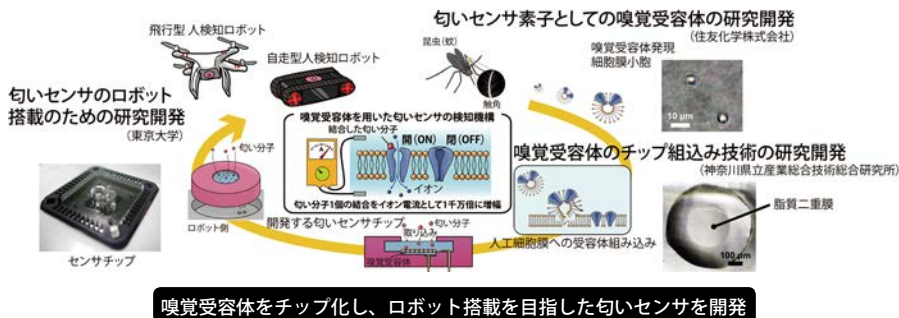 飛行型 人検知ロボット
自走型人検知ロボット
匂いセンサのロボット
搭載のための研究開発
(東京大学)
匂い分子
ロボット側
センサチップ
昆虫(蚊)
触角
匂いセンサ素子としての嗅覚受容体の研究開発
(住友化学株式会社)
嗅覚受容体発現
細胞膜小胞
10 μm
嗅覚受容体を用いた匂いセンサの検知機構
結合した匂い分子
開(ON) 閉(OFF)
A
イオン
匂い分子1個の結合をイオン電流として1千万倍に増幅
嗅覚受容体のチップ組込み技術の研究開発
(神奈川県立産業総合技術総合研究所)
脂質二重膜
100 μm
人工細胞膜への受容体組み込み
開発する匂いセンサチップ
匂い分子
取り込み
嗅覚受容体
嗅覚受容体をチップ化し、ロボット搭載を目指した匂いセンサを開発